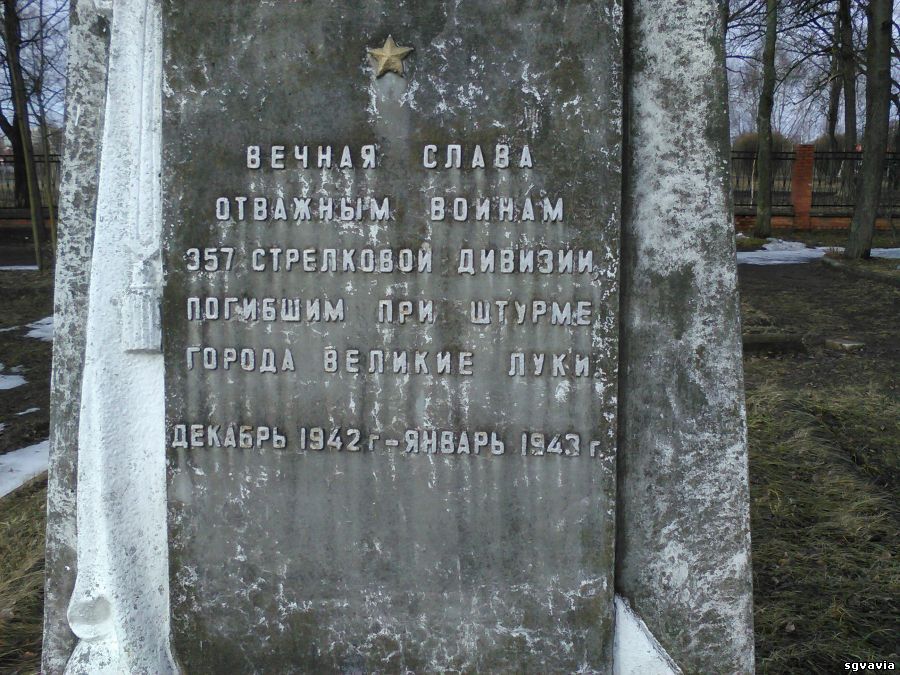 ВЕЧНАЯ СЛАВА
ОТВАЖНЫМ ВОИНАМ
357 СТРЕЛКОВОЙ ДИВИЗИИ,
ПОГИБШИМ ПРИ ШТУРМЕ
ГОРОДА ВЕЛИКИЕ ЛУКИ.
ДЕКАБРЬ 1942 г - ЯНВАРЬ 1943 г.
sgvavia